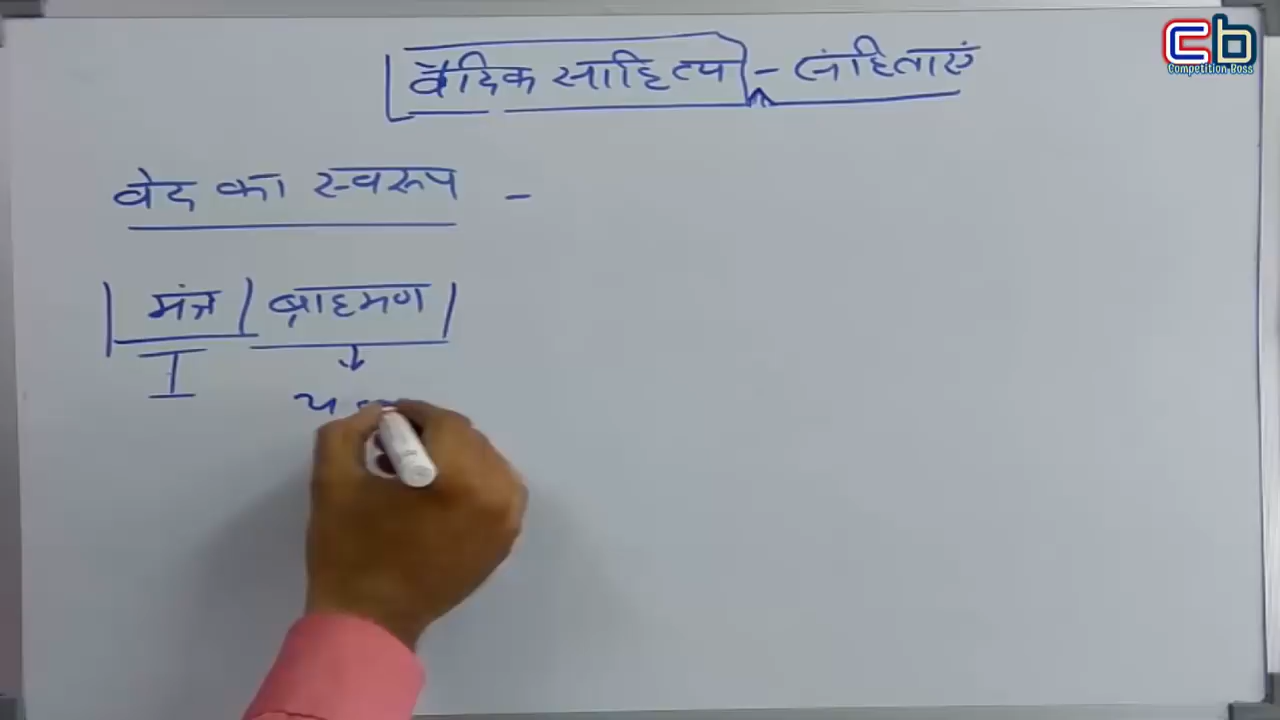 वैदिक साहित्य - संहिताएं
cb
Competition Boss
वेद का स्वरूप -
मंत्र | ब्राह्मण |